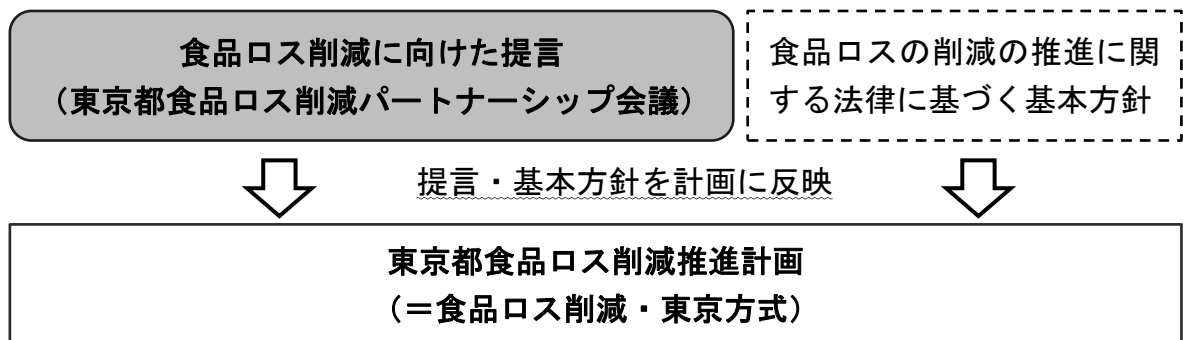 食品ロス削減に向けた提言
（東京都食品ロス削減パートナーシップ会議）
食品ロスの削減の推進に関
する法律に基づく基本方針
提言・基本方針を計画に反映
東京都食品ロス削減推進計画
（＝食品ロス削減・東京方式）